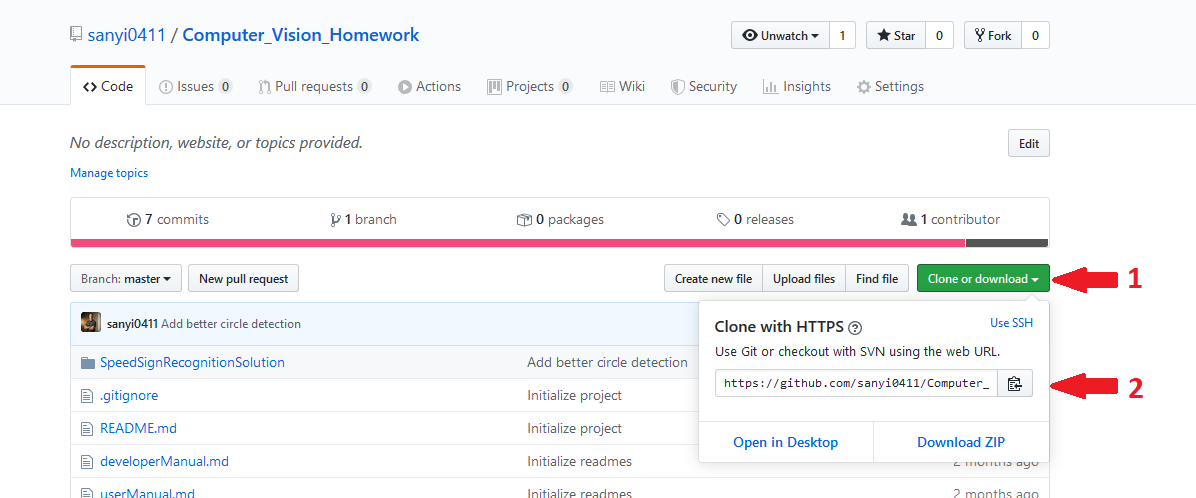 sanyi0411 / Computer_Vision_Homework
Unwatch 1 Star 0 Fork 0
Code Issues 0 Pull requests 0 Actions Projects 0 Wiki Security Insights Settings
No description, website, or topics provided. Edit
Manage topics
7 commits 1 branch 0 packages 0 releases 1 contributor
Branch: master New pull request Create new file Upload files Find file Clone or download 1
sanyi0411 Add better circle detection
Clone with HTTPS ? Use SSH
Use Git or checkout with SVN using the web URL.
https://github.com/sanyi0411/Computer_ 2
Open in Desktop Download ZIP
SpeedSignRecognitionSolution Add better circle detection
.gitignore Initialize project
README.md Initialize project
developerManual.md Initialize readmes 2 months ago
userManual.md Initialize readmes 2 months ago